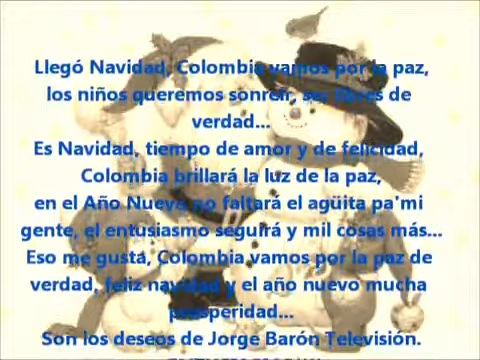 Llegó Navidad, Colombia vamos por la paz,
los niños queremos sonreír, ser libres de
verdad...
Es Navidad, tiempo de amor y de felicidad,
Colombia brillará la luz de la paz,
en el Año Nuevo no faltará el agüita pa'mi
gente, el entusiasmo seguirá y mil cosas más...
Eso me gusta, Colombia vamos por la paz de
verdad, feliz navidad y el año nuevo mucha
prosperidad...
Son los deseos de Jorge Barón Televisión.